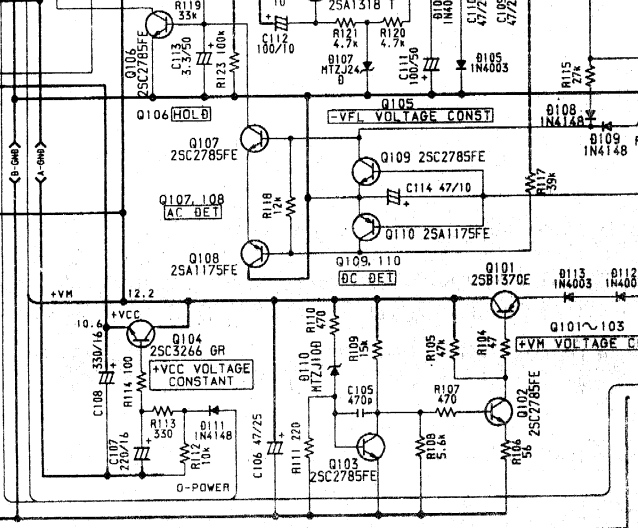 R119
33k
10
2SA1318 T
C112
100/10
R121
4.7k
R120
4.7k
D107
MTZJ24
D
C111
100/50
D105
1N4003
Q106
2SC2785FE
C113
3.3/50
R123 100k
R115
27k
Q106 HOLD
Q105
-VFL VOLTAGE CONST
D108
1N4148
D109
1N4148
Q107
2SC2785FE
B-GND
A-GND
Q109 2SC2785FE
C114 47/10
R117
39k
Q107, 108
AC DET
R118
12k
Q110 2SA1175FE
Q108
2SA1175FE
Q109, 110
DC DET
Q101
2SB1370E
D113
1N4003
D112
+VM
12.2
+VCC
10.6
Q101~103
+VM VOLTAGE
Q104
2SC3266 GR
+VCC VOLTAGE
CONSTANT
330/16
C108
R114 100
R110
470
R109
15k
R105
47k
R104
47
D110
MTZJ10D
C105
470p
R107
470
Q102
2SC2785FE
R113
330
D111
1N4148
C107
220/16
R112
10k
C106 47/25
R111 220
Q103
2SC2785FE
R108
5.6k
R106
56
O-POWER